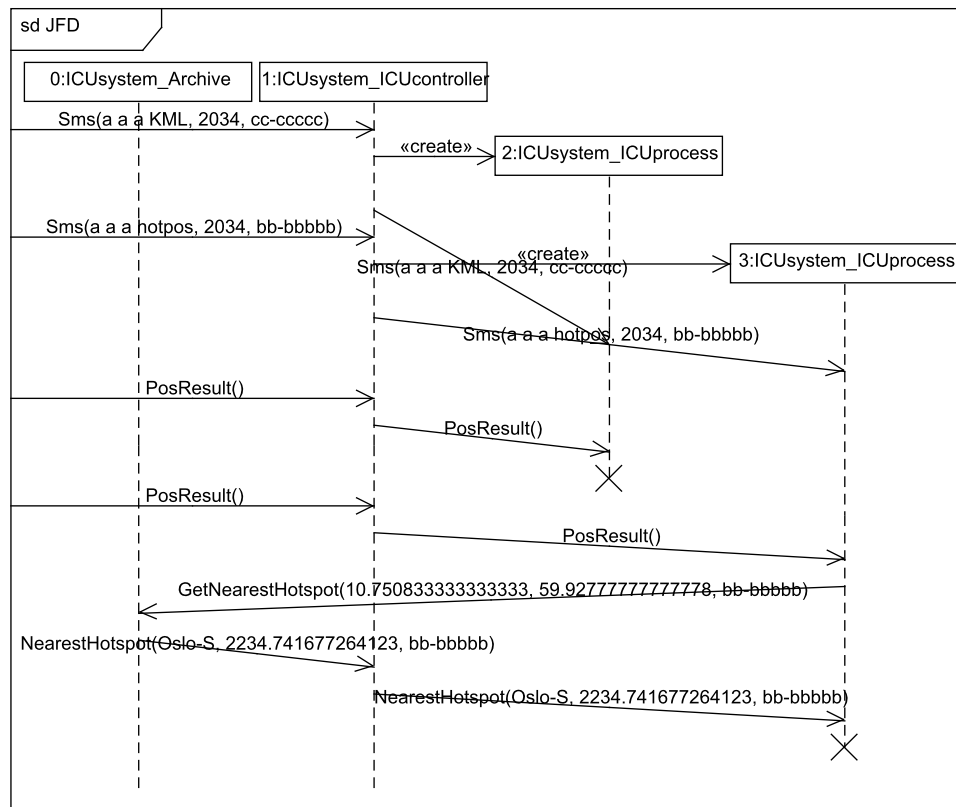 sd JFD
0:ICUsystem_Archive
1:ICUsystem_ICUcontroller
Sms(a a a KML, 2034, cc-ccccc)
«create»
2:ICUsystem_ICUprocess
Sms(a a a hotpos, 2034, bb-bbbbb)
«create»
3:ICUsystem_ICUprocess
Sms(a a a KML, 2034, cc-ccccc)
Sms(a a a hotpos, 2034, bb-bbbbb)
PosResult()
PosResult()
PosResult()
PosResult()
GetNearestHotspot(10.750833333333333, 59.92777777777778, bb-bbbbb)
NearestHotspot(Oslo-S, 2234.741677264123, bb-bbbbb)
NearestHotspot(Oslo-S, 2234.741677264123, bb-bbbbb)